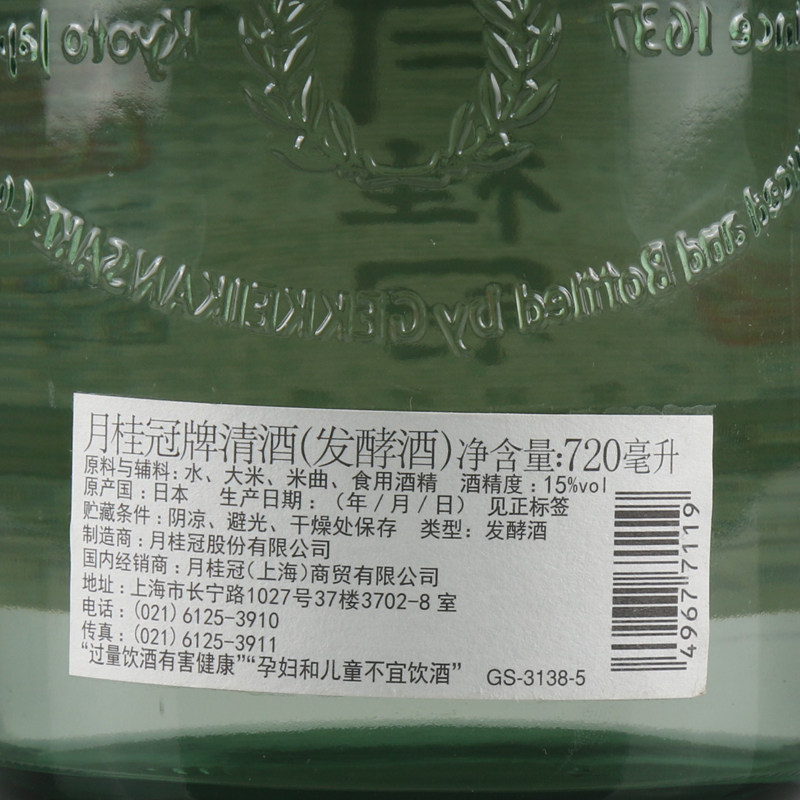 Kyoto Japan
Since 1637
Brewed and Bottled by GEKKEIKAN SAKE Co
月桂冠牌清酒(发酵酒)净含量:720毫升
原料与辅料:水、大米、米曲、食用酒精 酒精度:15%vol
原产国:日本 生产日期:(年/月/日) 见正标签
贮藏条件:阴凉、避光、干燥处保存 类型:发酵酒
制造商:月桂冠股份有限公司
国内经销商:月桂冠(上海)商贸有限公司
地址:上海市长宁路1027号37楼3702-8室
电话:(021)6125-3910
传真:(021)6125-3911
“过量饮酒有害健康”“孕妇和儿童不宜饮酒” GS-3138-5
4967 7119